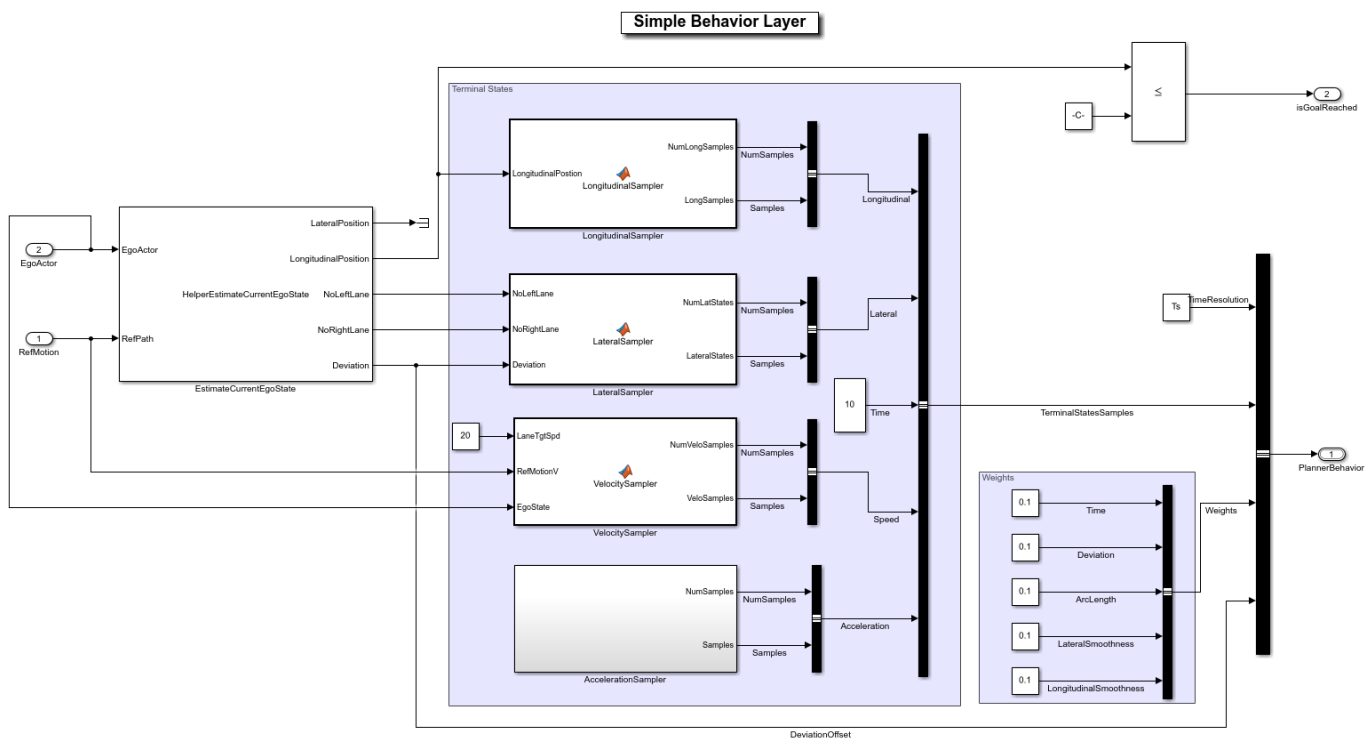 Simple Behavior Layer
Terminal States
≤
2
isGoalReached
-C-
NumLongSamples
NumSamples
LongitudinalPostion
LongitudinalSampler
Longitudinal
LongSamples
Samples
LongitudinalSampler
LateralPosition
2
EgoActor
EgoActor
LongitudinalPosition
HelperEstimateCurrentEgoState
NoLeftLane
NoLeftLane
NumLatStates
NumSamples
Lateral
Ts
TimeResolution
1
RefMotion
RefPath
NoRightLane
NoRightLane
LateralSampler
LateralStates
Samples
Deviation
Deviation
EstimateCurrentEgoState
LateralSampler
10
Time
TerminalStatesSamples
20
LaneTgtSpd
NumVeloSamples
NumSamples
RefMotionV
VelocitySampler
1
PlannerBehavior
EgoState
VeloSamples
Samples
Speed
VelocitySampler
Weights
0.1
Time
Weights
0.1
Deviation
0.1
ArcLength
0.1
LateralSmoothness
0.1
LongitudinalSmoothness
NumSamples
NumSamples
Acceleration
Samples
Samples
AccelerationSampler
DeviationOffset